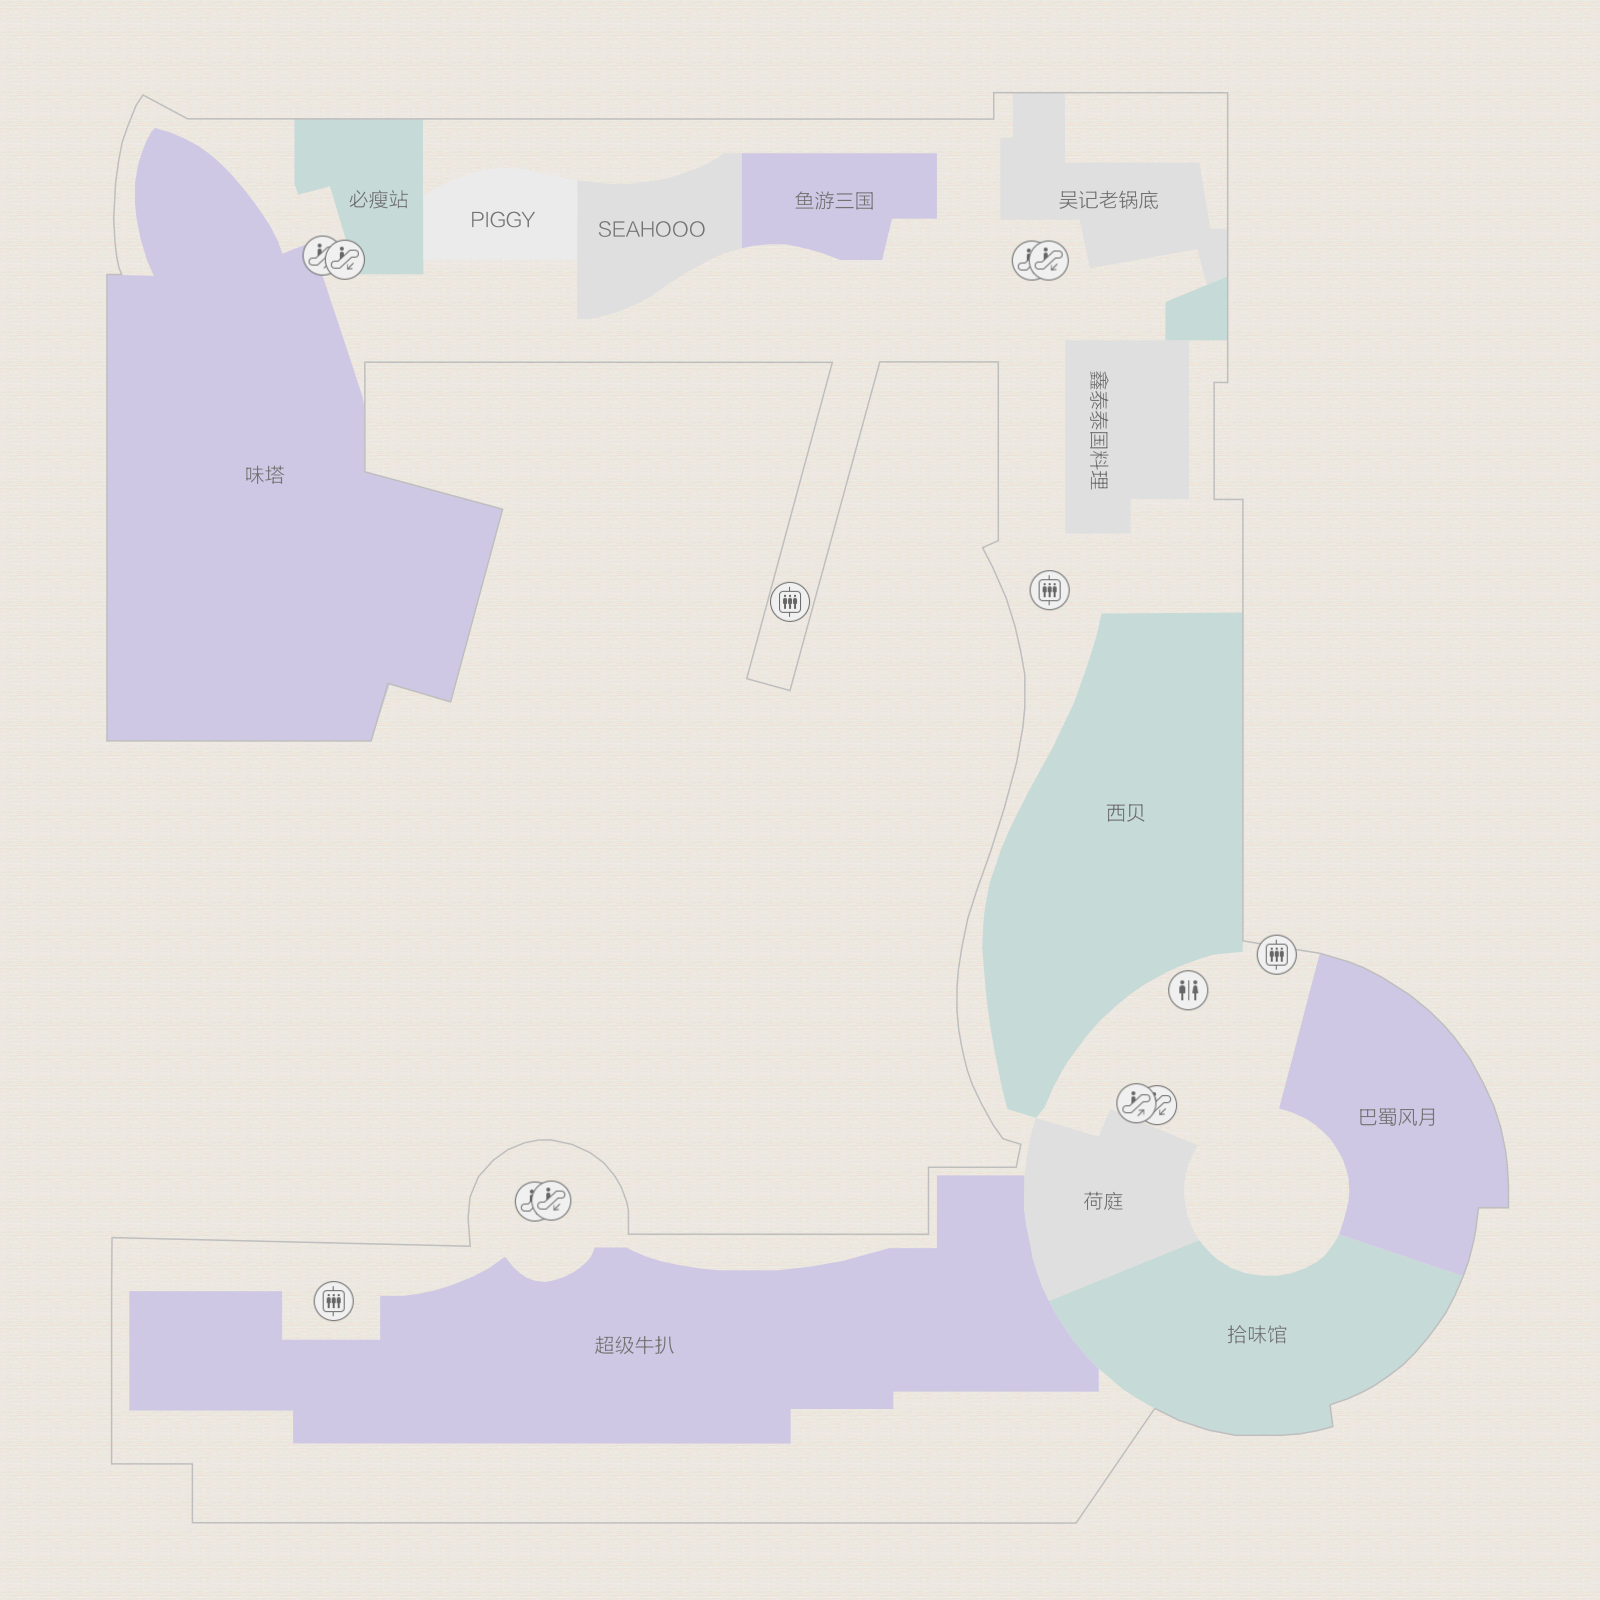 必瘦站
PIGGY
SEAHOOO
鱼游三国
吴记老锅底
鑫泰泰国料理
味塔
西贝
巴蜀风月
荷庭
拾味馆
超级牛扒